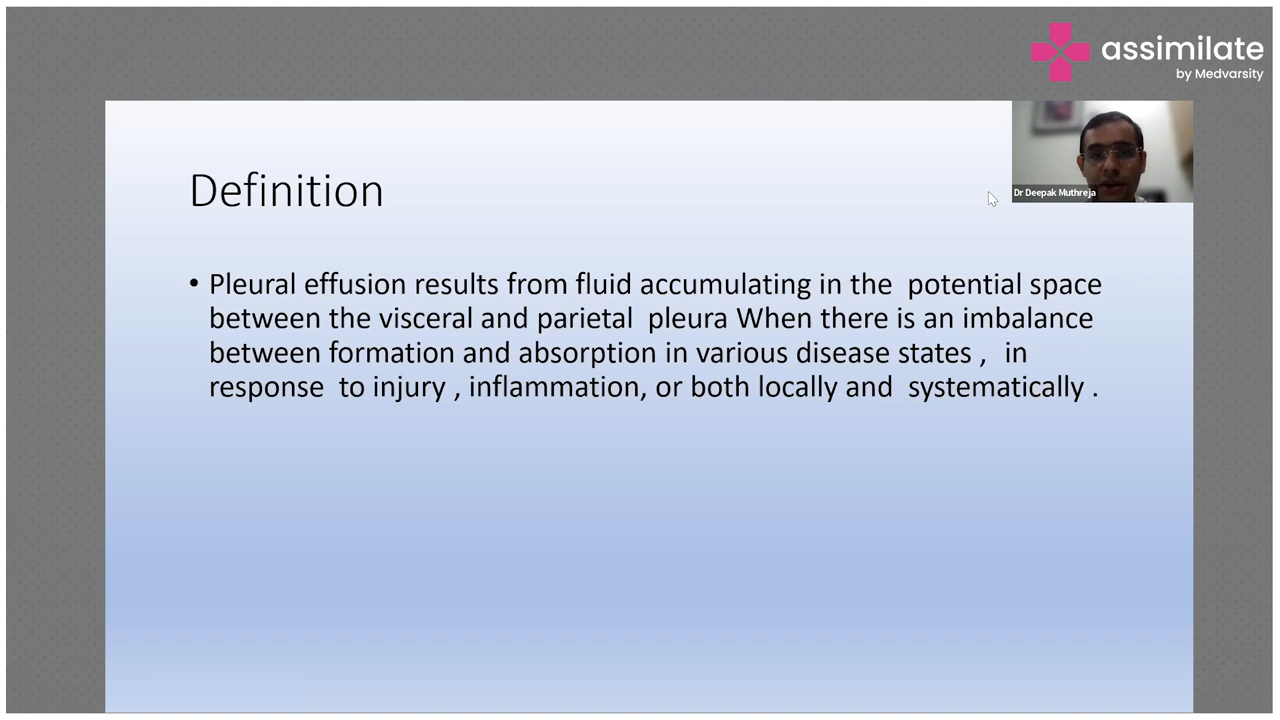 assimilate
by Medvarsity
Dr Deepak Muthreja
Definition
• Pleural effusion results from fluid accumulating in the potential space
between the visceral and parietal pleura When there is an imbalance
between formation and absorption in various disease states , in
response to injury , inflammation, or both locally and systematically .